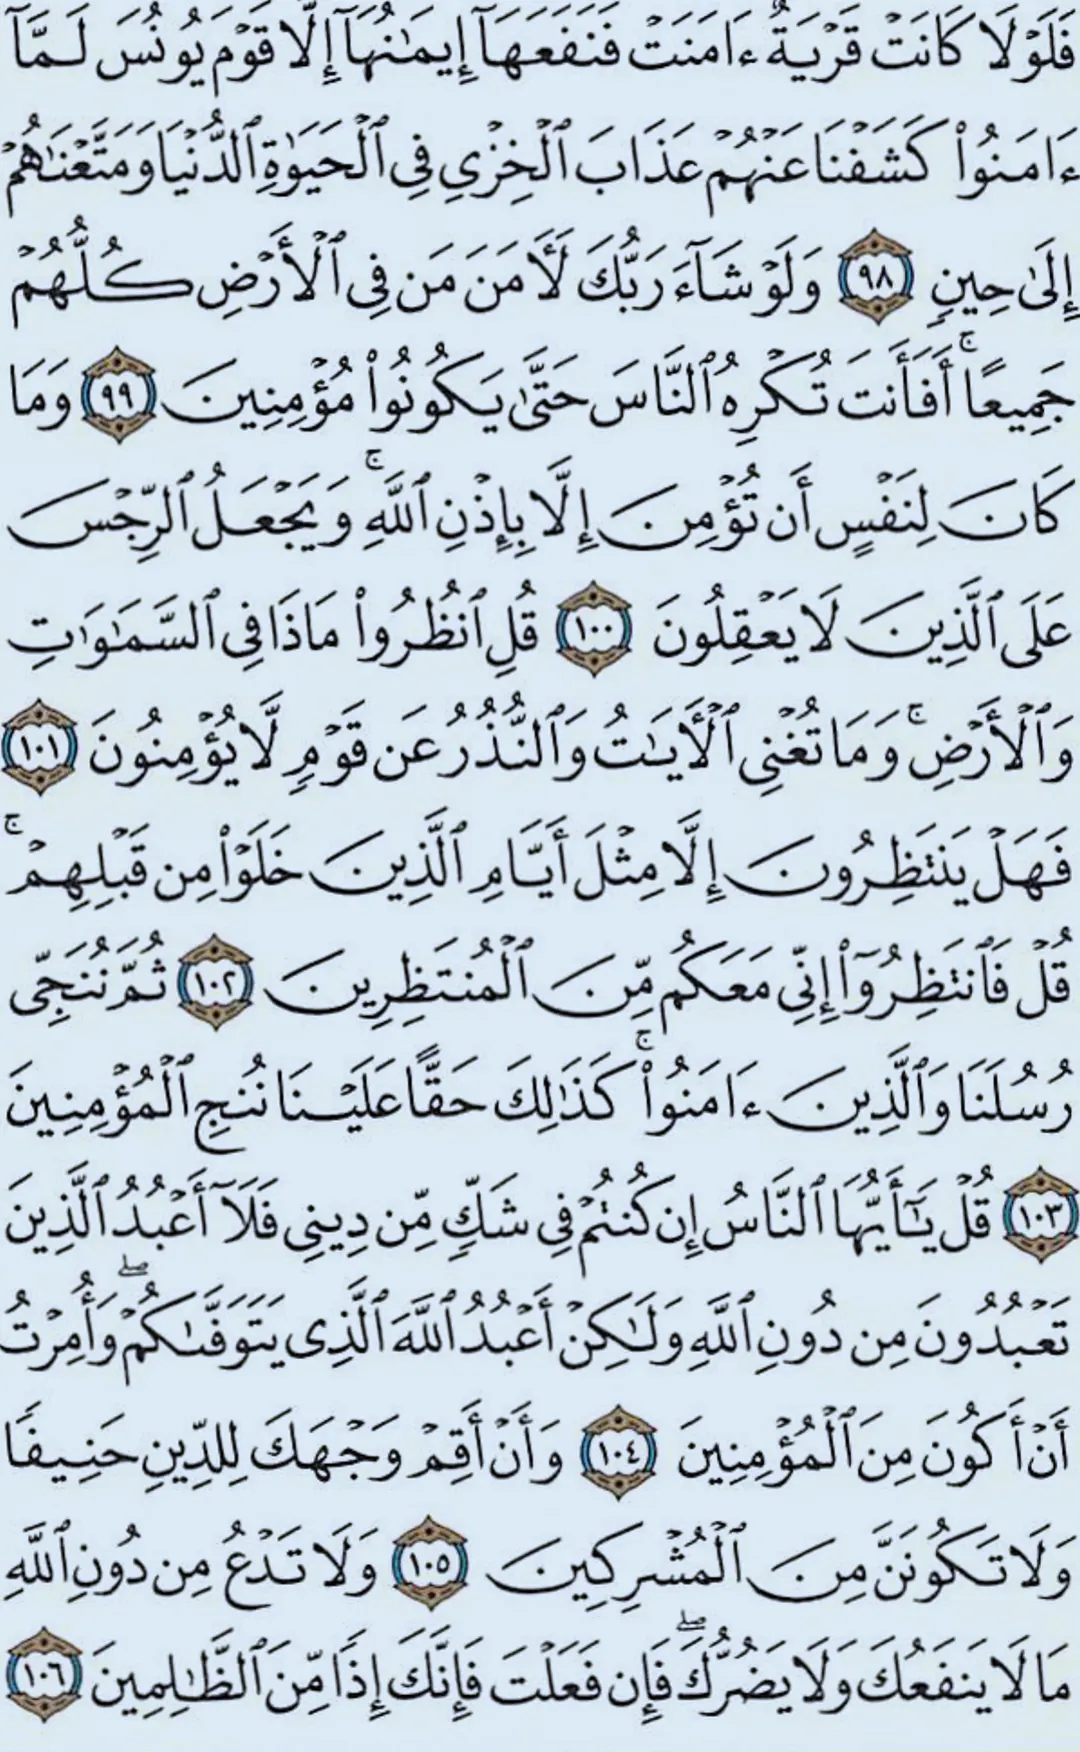 فَلَوْلَا كَانَتْ قَرْيَةٌ ءَامَنَتْ فَنَفَعَهَآ إِيمَٰنُهَآ إِلَّا قَوْمَ يُونُسَ لَمَّآ
ءَامَنُوا۟ كَشَفْنَا عَنْهُمْ عَذَابَ ٱلْخِزْىِ فِى ٱلْحَيَوٰةِ ٱلدُّنْيَا وَمَتَّعْنَٰهُمْ
إِلَىٰ حِينٍ ٩٨ وَلَوْ شَآءَ رَبُّكَ لَـَٔامَنَ مَن فِى ٱلْأَرْضِ كُلُّهُمْ
جَمِيعًا ۚ أَفَأَنتَ تُكْرِهُ ٱلنَّاسَ حَتَّىٰ يَكُونُوا۟ مُؤْمِنِينَ ٩٩ وَمَا
كَانَ لِنَفْسٍ أَن تُؤْمِنَ إِلَّا بِإِذْنِ ٱللَّهِ ۚ وَيَجْعَلُ ٱلرِّجْسَ
عَلَى ٱلَّذِينَ لَا يَعْقِلُونَ ١٠٠ قُلِ ٱنظُرُوا۟ مَاذَا فِى ٱلسَّمَٰوَٰتِ
وَٱلْأَرْضِ ۚ وَمَا تُغْنِى ٱلْـَٔايَٰتُ وَٱلنُّذُرُ عَن قَوْمٍ لَّا يُؤْمِنُونَ ١٠١
فَهَلْ يَنتَظِرُونَ إِلَّا مِثْلَ أَيَّامِ ٱلَّذِينَ خَلَوْا۟ مِن قَبْلِهِمْ ۚ
قُلْ فَٱنتَظِرُوٓا۟ إِنِّى مَعَكُم مِّنَ ٱلْمُنتَظِرِينَ ١٠٢ ثُمَّ نُنَجِّى
رُسُلَنَا وَٱلَّذِينَ ءَامَنُوا۟ ۚ كَذَٰلِكَ حَقًّا عَلَيْنَا نُنجِ ٱلْمُؤْمِنِينَ
١٠٣ قُلْ يَٰٓأَيُّهَا ٱلنَّاسُ إِن كُنتُمْ فِى شَكٍّ مِّن دِينِى فَلَآ أَعْبُدُ ٱلَّذِينَ
تَعْبُدُونَ مِن دُونِ ٱللَّهِ وَلَٰكِنْ أَعْبُدُ ٱللَّهَ ٱلَّذِى يَتَوَفَّىٰكُمْ ۖ وَأُمِرْتُ
أَنْ أَكُونَ مِنَ ٱلْمُؤْمِنِينَ ١٠٤ وَأَنْ أَقِمْ وَجْهَكَ لِلدِّينِ حَنِيفًا
وَلَا تَكُونَنَّ مِنَ ٱلْمُشْرِكِينَ ١٠٥ وَلَا تَدْعُ مِن دُونِ ٱللَّهِ
مَا لَا يَنفَعُكَ وَلَا يَضُرُّكَ ۖ فَإِن فَعَلْتَ فَإِنَّكَ إِذًا مِّنَ ٱلظَّٰلِمِينَ ١٠٦